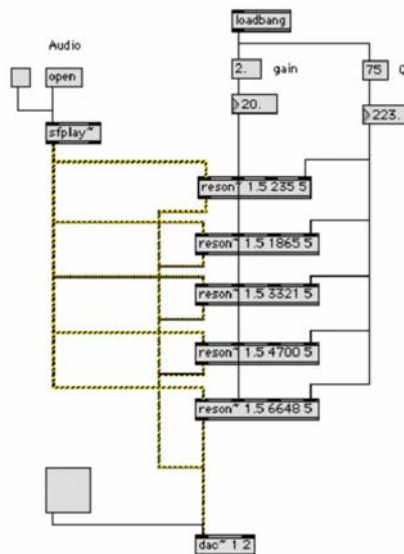 loadbang
Audio
open
2.
gain
75
Q
20.
223.
sfplay~
reson~ 1.5 235 5
reson~ 1.5 1865 5
reson~ 1.5 3321 5
reson~ 1.5 4700 5
reson~ 1.5 6648 5
dac~ 1 2